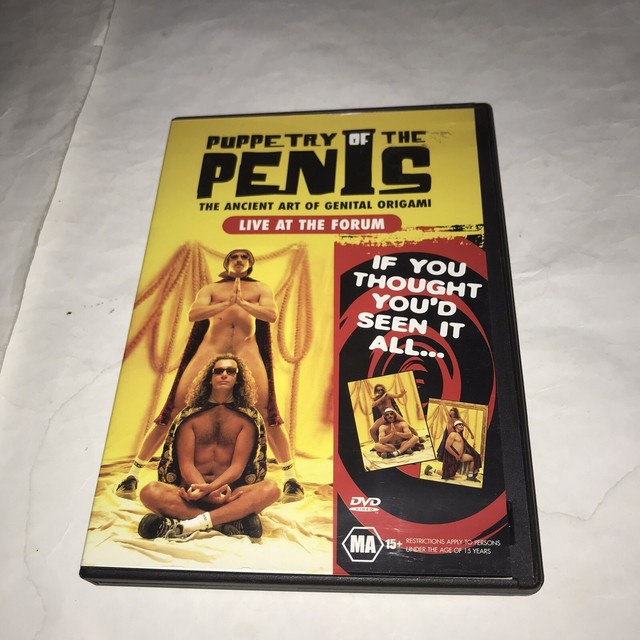 PUPPETRY OF THE
PENIS
THE ANCIENT ART OF GENITAL ORIGAMI
LIVE AT THE FORUM
IF YOU
THOUGHT
YOU'D
SEEN IT
ALL...
DVD
VIDEO
MA 15+ RESTRICTIONS APPLY TO PERSONS
UNDER THE AGE OF 15 YEARS